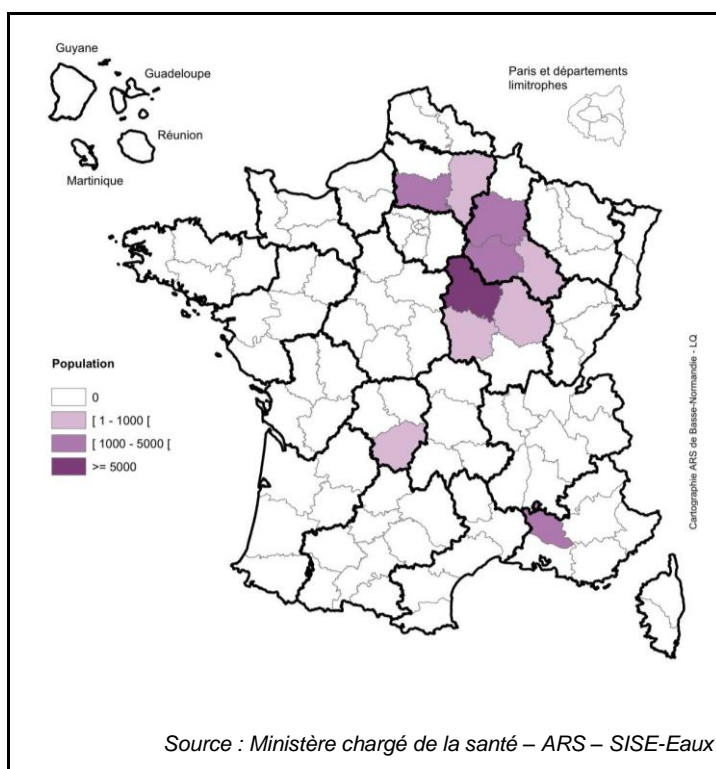 Guyane
Guadeloupe
Réunion
Martinique
Paris et départements
limitrophes
Population
0
[ 1 - 1000 [
[ 1000 - 5000 [
>= 5000
Cartographie ARS de Basse-Normandie - LQ
Source : Ministère chargé de la santé – ARS – SISE-Eaux